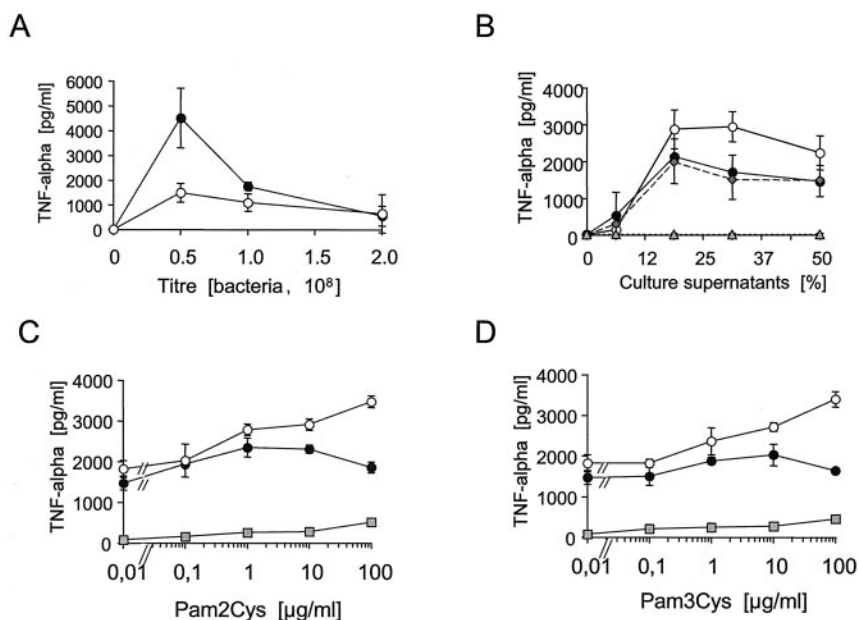 A
TNF-alpha [pg/ml]
6000
5000
4000
3000
2000
1000
0
0 0.5 1.0 1.5 2.0
Titre [bacteria, 10⁸]
B
TNF-alpha [pg/ml]
4000
3000
2000
1000
0
0 12 25 37 50
Culture supernatants [%]
C
TNF-alpha [pg/ml]
4000
3000
2000
1000
0
0,01 0,1 1 10 100
Pam2Cys [µg/ml]
D
TNF-alpha [pg/ml]
4000
3000
2000
1000
0
0,01 0,1 1 10 100
Pam3Cys [µg/ml]